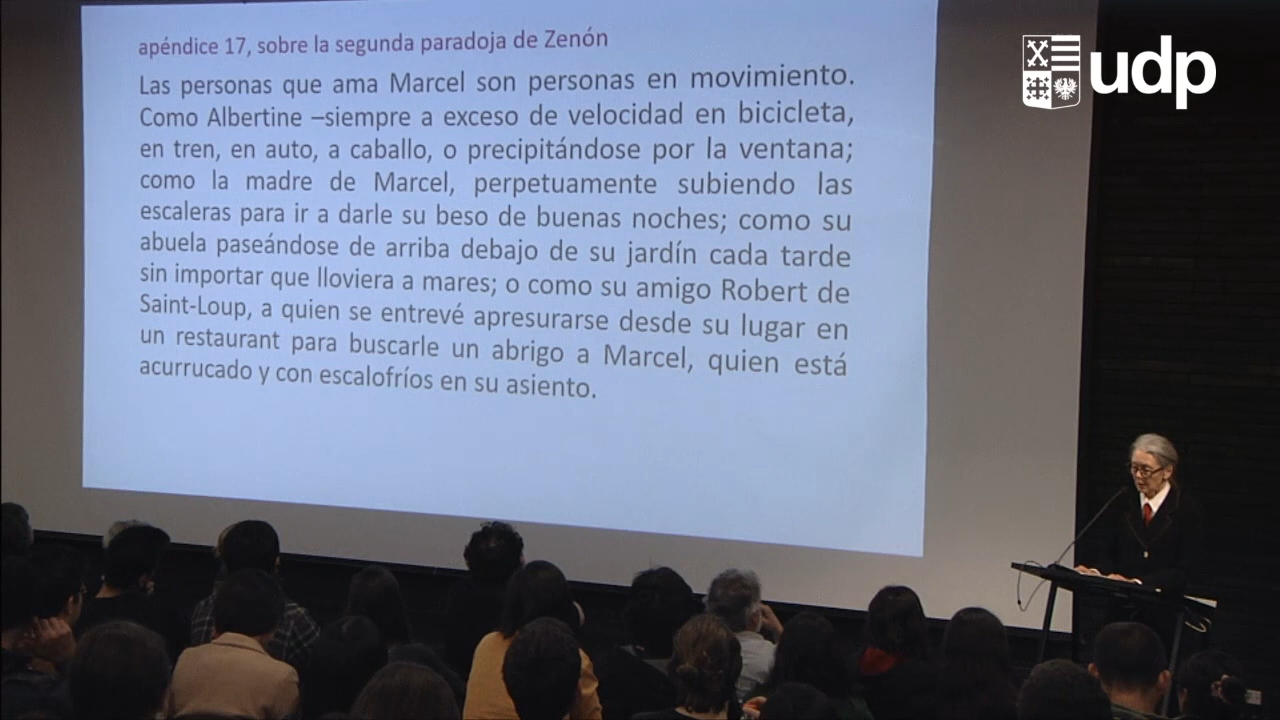 apéndice 17, sobre la segunda paradoja de Zenón
Las personas que ama Marcel son personas en movimiento.
Como Albertine –siempre a exceso de velocidad en bicicleta,
en tren, en auto, a caballo, o precipitándose por la ventana;
como la madre de Marcel, perpetuamente subiendo las
escaleras para ir a darle su beso de buenas noches; como su
abuela paseándose de arriba debajo de su jardín cada tarde
sin importar que lloviera a mares; o como su amigo Robert de
Saint-Loup, a quien se entrevé apresurarse desde su lugar en
un restaurant para buscarle un abrigo a Marcel, quien está
acurrucado y con escalofríos en su asiento.
udp